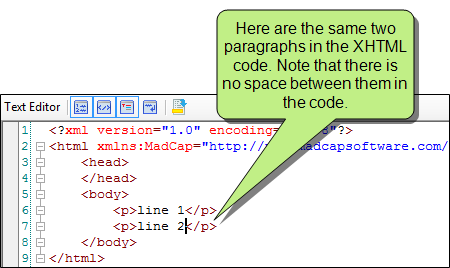 Here are the same two
paragraphs in the XHTML
code. Note that there is
no space between them in
the code.
Text Editor
1 <?xml version="1.0" encoding= "?>
2 <html xmlns:MadCap="http:// madcapsoftware.com/
3 <head>
4 </head>
5 <body>
6 <p>line 1</p>
7 <p>line 2</p>
8 </body>
9 </html>